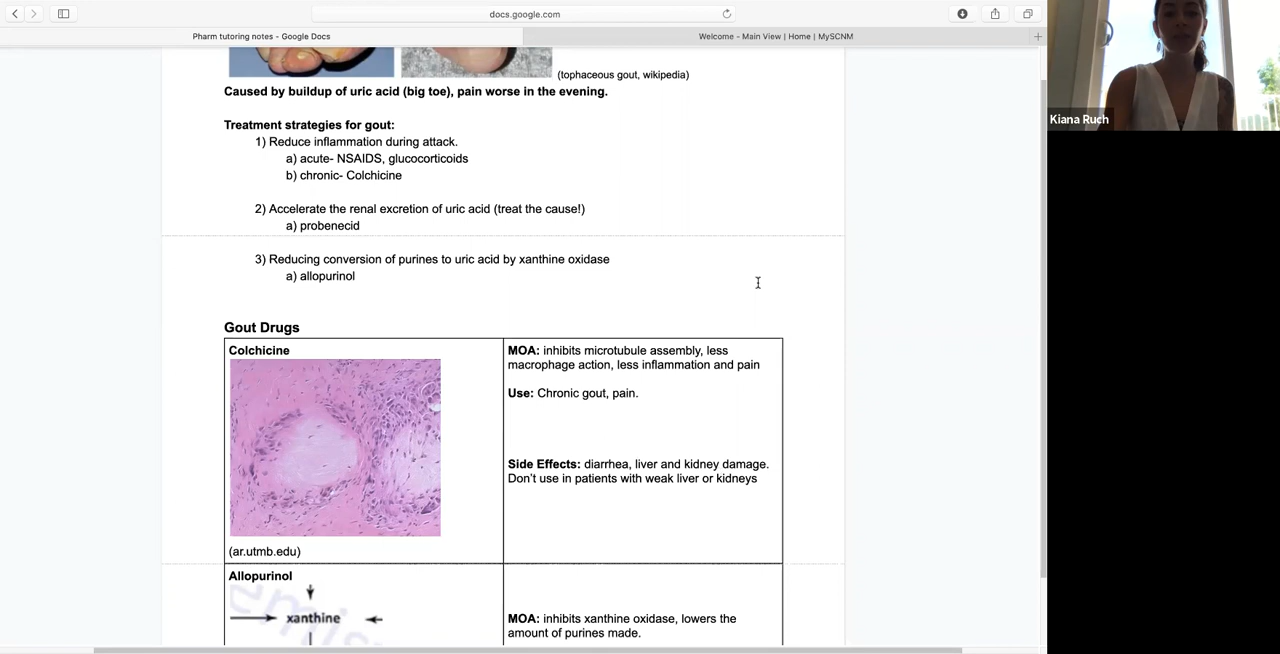 docs.google.com
Pharm tutoring notes - Google Docs
Welcome - Main View | Home | MySCNM
Kiana Ruch
(tophaceous gout, wikipedia)
Caused by buildup of uric acid (big toe), pain worse in the evening.
Treatment strategies for gout:
1) Reduce inflammation during attack.
a) acute- NSAIDS, glucocorticoids
b) chronic- Colchicine
2) Accelerate the renal excretion of uric acid (treat the cause!)
a) probenecid
3) Reducing conversion of purines to uric acid by xanthine oxidase
a) allopurinol
Gout Drugs
Colchicine
(ar.utmb.edu)
MOA: inhibits microtubule assembly, less
macrophage action, less inflammation and pain
Use: Chronic gout, pain.
Side Effects: diarrhea, liver and kidney damage.
Don't use in patients with weak liver or kidneys
Allopurinol
xanthine
MOA: inhibits xanthine oxidase, lowers the
amount of purines made.